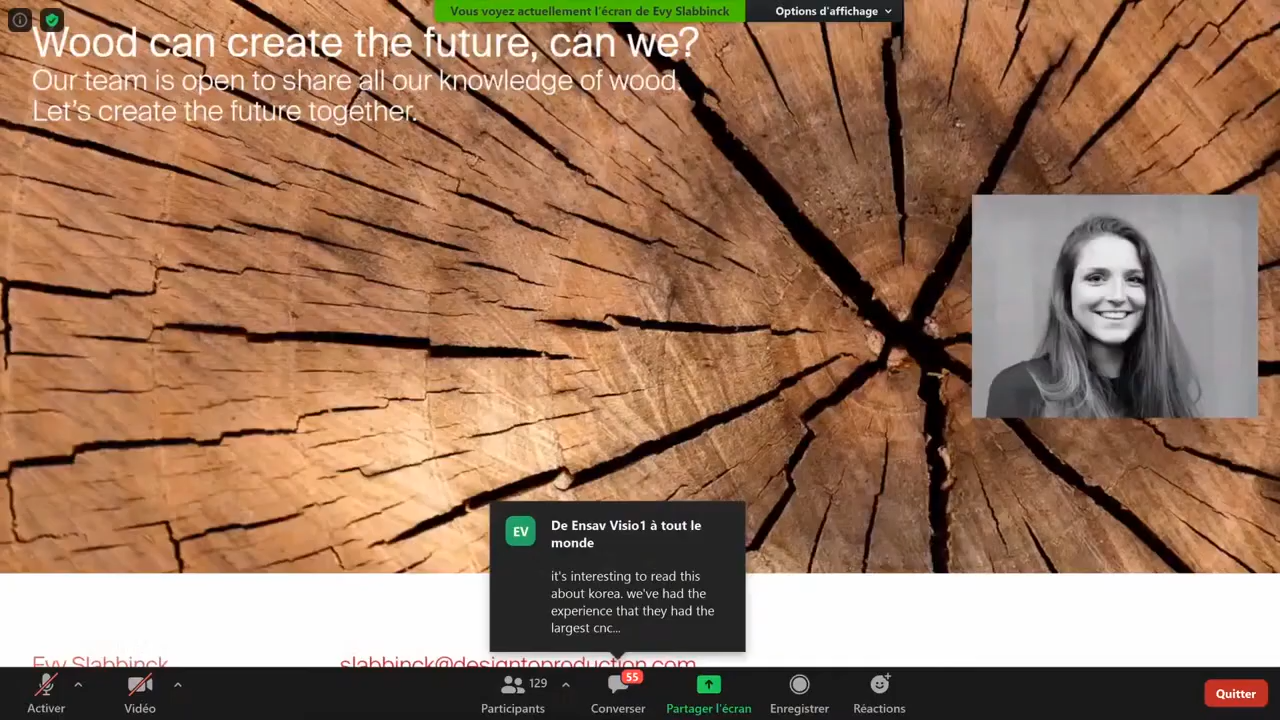 Vous voyez actuellement l'écran de Evy Slabbinck
Options d'affichage
Wood can create the future, can we?
Our team is open to share all our knowledge of wood.
Let's create the future together.
EV
De Ensav Visio1 à tout le
monde
it's interesting to read this
about korea. we've had the
experience that they had the
largest cnc...
Evy Slabbinck
slabbinck@designtoproduction.com
Activer
Vidéo
129
Participants
55
Converser
Partager l'écran
Enregistrer
Réactions
Quitter